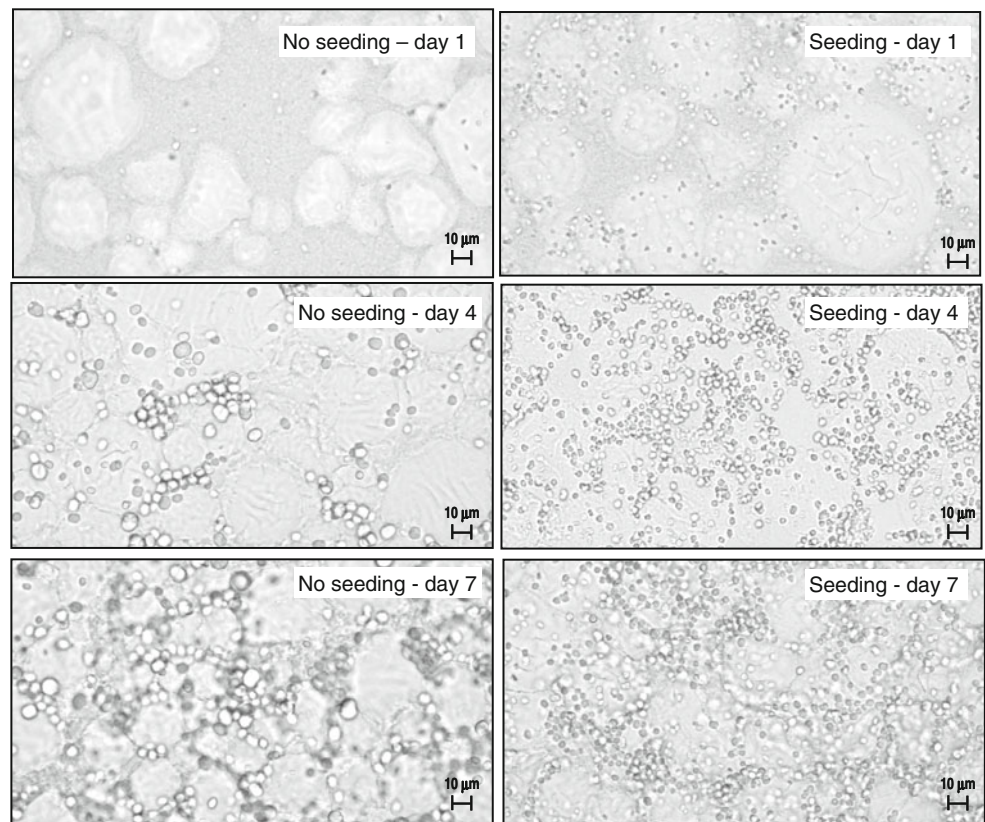 No seeding – day 1
10 µm
Seeding - day 1
10 µm
No seeding - day 4
10 µm
Seeding - day 4
10 µm
No seeding - day 7
10 µm
Seeding - day 7
10 µm